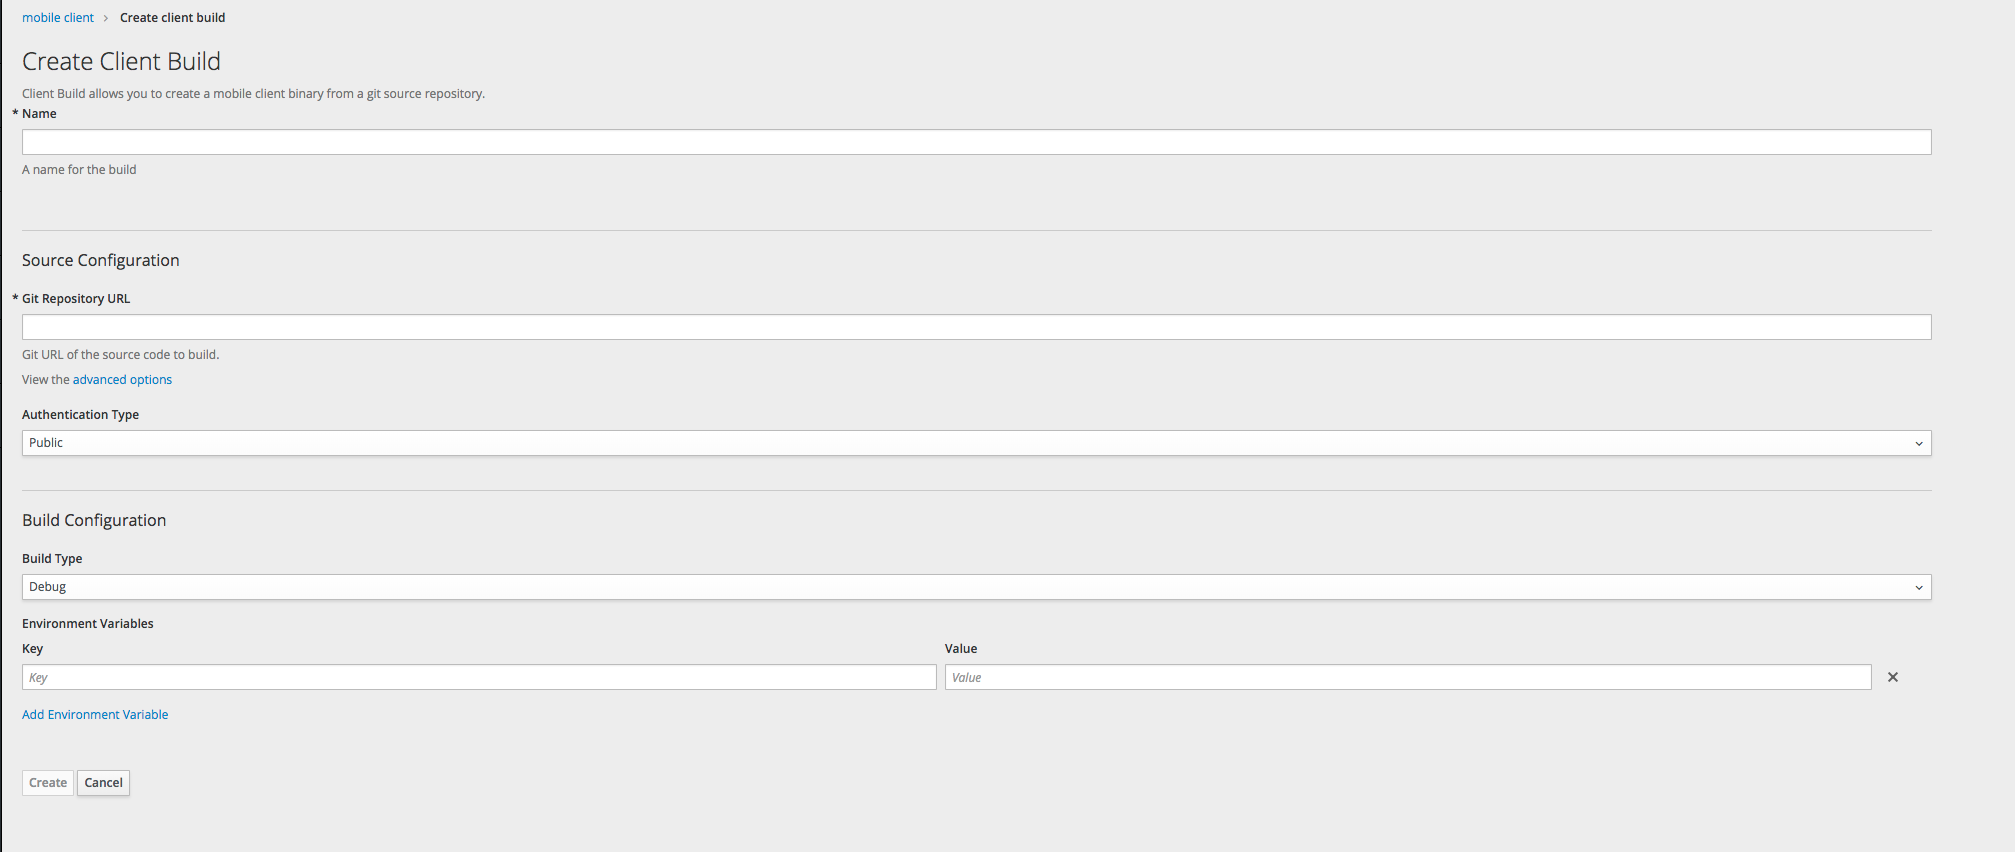 mobile client > Create client build
Create Client Build
Client Build allows you to create a mobile client binary from a git source repository.
* Name
A name for the build
Source Configuration
* Git Repository URL
Git URL of the source code to build.
View the advanced options
Authentication Type
Public
Build Configuration
Build Type
Debug
Environment Variables
Key Value
Key Value
Add Environment Variable
Create Cancel